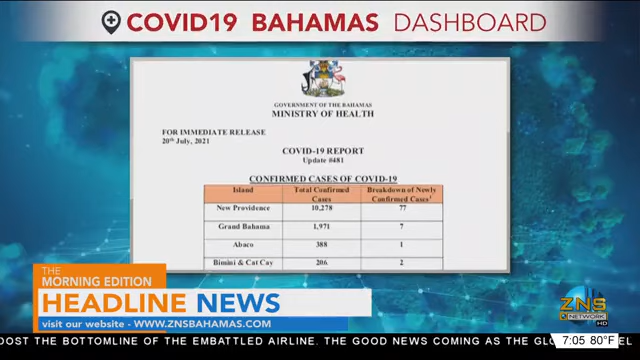 COVID19 BAHAMAS DASHBOARD
GOVERNMENT OF THE BAHAMAS
MINISTRY OF HEALTH
FOR IMMEDIATE RELEASE
20th July, 2021
COVID-19 REPORT
Update #481
CONFIRMED CASES OF COVID-19
Island Total Confirmed Cases Breakdown of Newly Confirmed Cases1
New Providence 10,278 77
Grand Bahama 1,971 7
Abaco 388 1
Bimini & Cat Cay 206 2
THE
MORNING EDITION
HEADLINE NEWS
visit our website - WWW.ZNSBAHAMAS.COM
ZNS
NETWORK
HD
OOST THE BOTTOMLINE OF THE EMBATTLED AIRLINE. THE GOOD NEWS COMING AS THE GLO
7:05 80°F